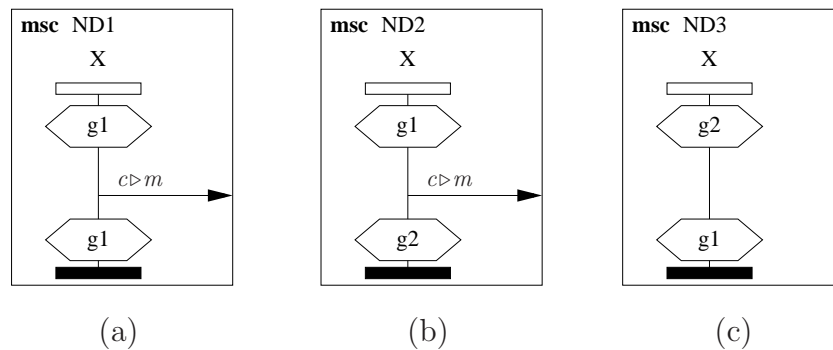 msc ND1
X
g1
c▷m
g1
(a)
msc ND2
X
g1
c▷m
g2
(b)
msc ND3
X
g2
g1
(c)